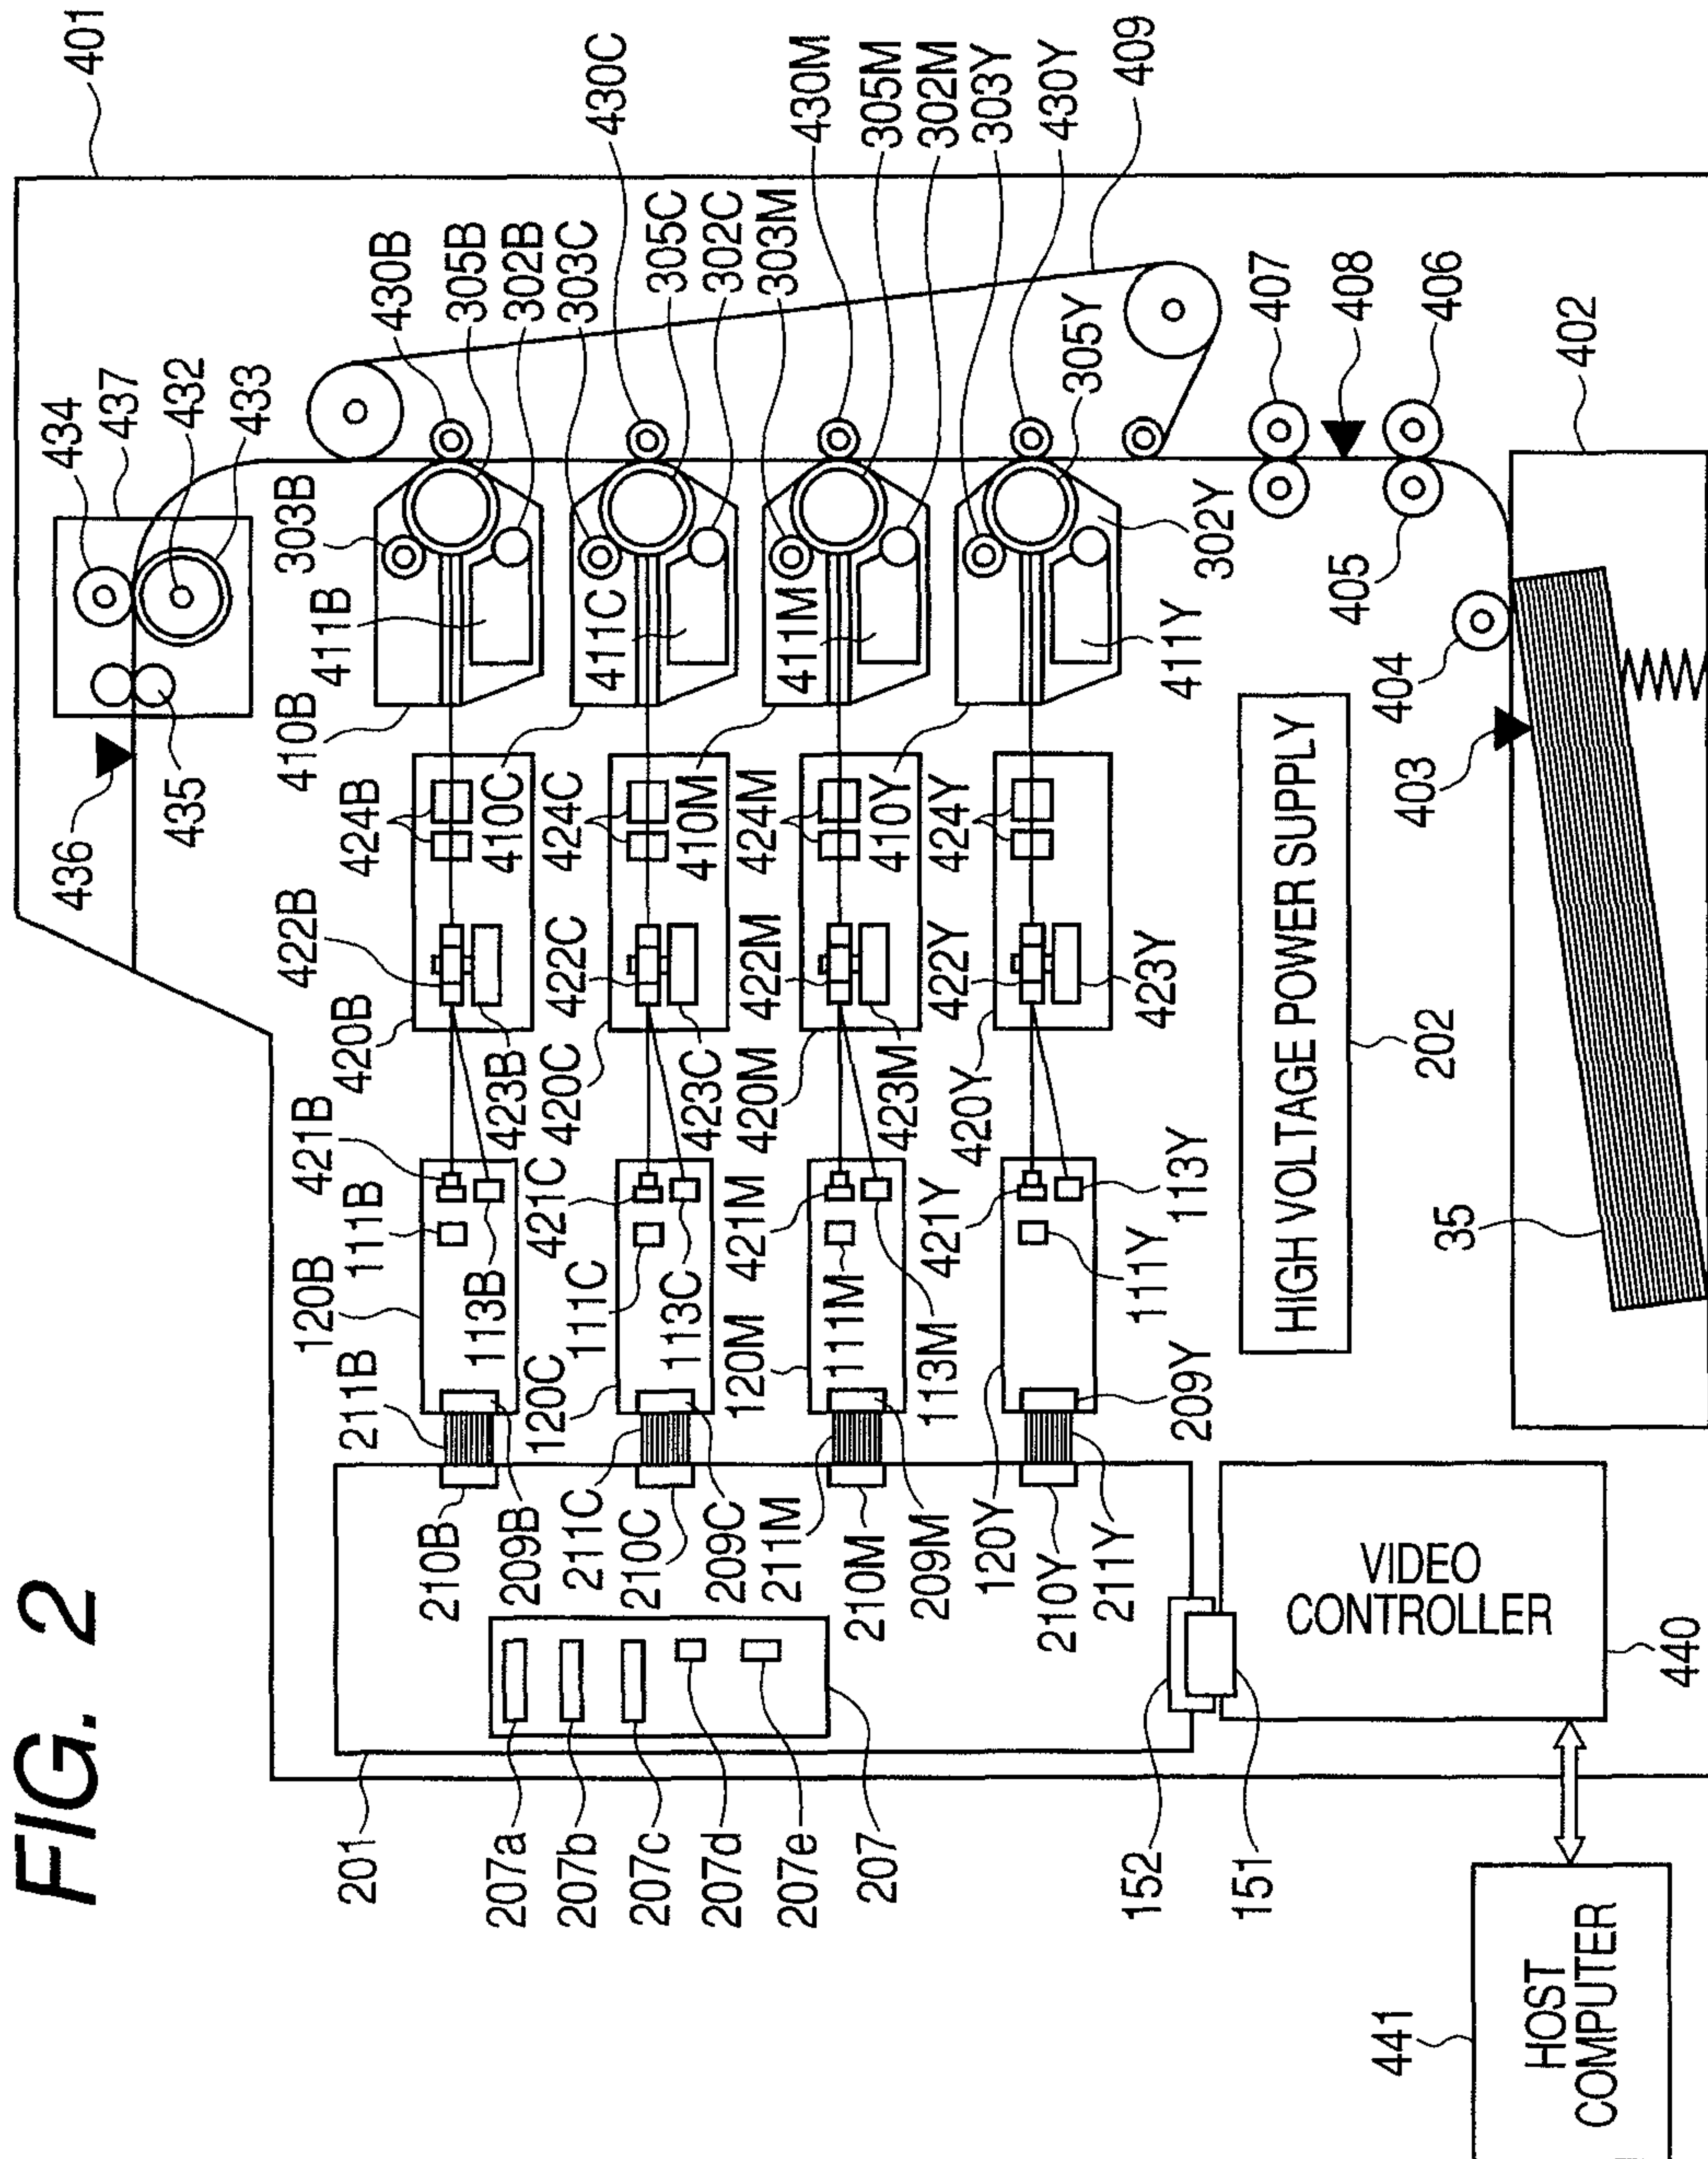 FIG. 2
401
434
437
432
433
436
435
430B
305B
302B
303C
430C
305C
302C
303M
430M
305M
302M
303Y
430Y
409
303B
411B
410B
411C
411M
305Y
302Y
411Y
407
408
406
405
402
404
403
424B
410C
424C
410M
424M
410Y
424Y
422B
420B
423B
422C
420C
423C
422M
420M
423M
422Y
420Y
423Y
HIGH VOLTAGE POWER SUPPLY
202
35
421B
111B
120B
113B
211B
421C
111C
120C
113C
421M
111M
120M
113M
421Y
111Y
113Y
209Y
210B
209B
211C
210C
209C
211M
210M
209M
120Y
210Y
211Y
201
207a
207b
207c
207d
207e
207
152
151
VIDEO
CONTROLLER
440
441
HOST
COMPUTER